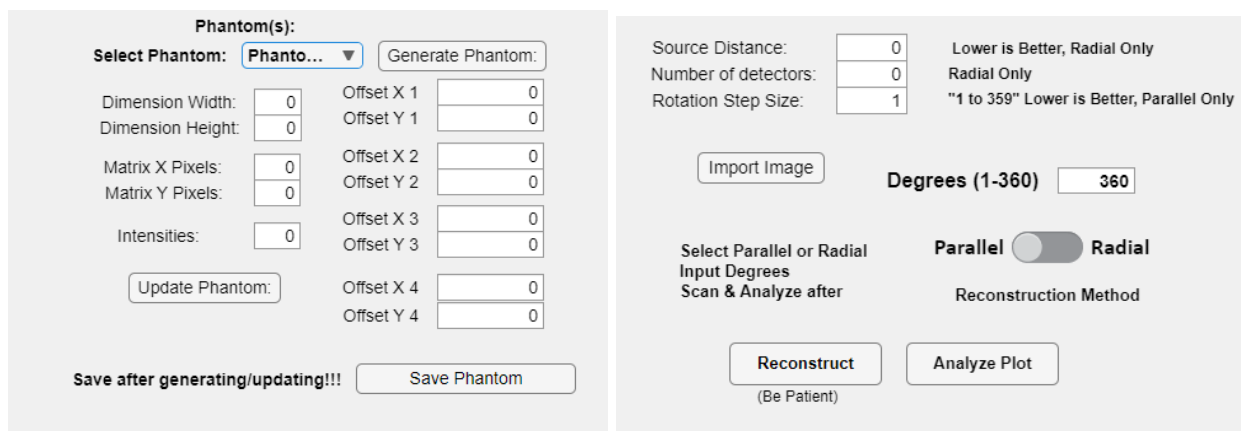 Phantom(s):
Select Phantom: Phanto... Generate Phantom:
Dimension Width: 0
Dimension Height: 0
Matrix X Pixels: 0
Matrix Y Pixels: 0
Intensities: 0
Update Phantom:
Offset X 1 0
Offset Y 1 0
Offset X 2 0
Offset Y 2 0
Offset X 3 0
Offset Y 3 0
Offset X 4 0
Offset Y 4 0
Save after generating/updating!!! Save Phantom
Source Distance: 0 Lower is Better, Radial Only
Number of detectors: 0 Radial Only
Rotation Step Size: 1 "1 to 359" Lower is Better, Parallel Only
Import Image
Degrees (1-360) 360
Select Parallel or Radial
Input Degrees
Scan & Analyze after
Parallel Radial
Reconstruction Method
Reconstruct
(Be Patient)
Analyze Plot